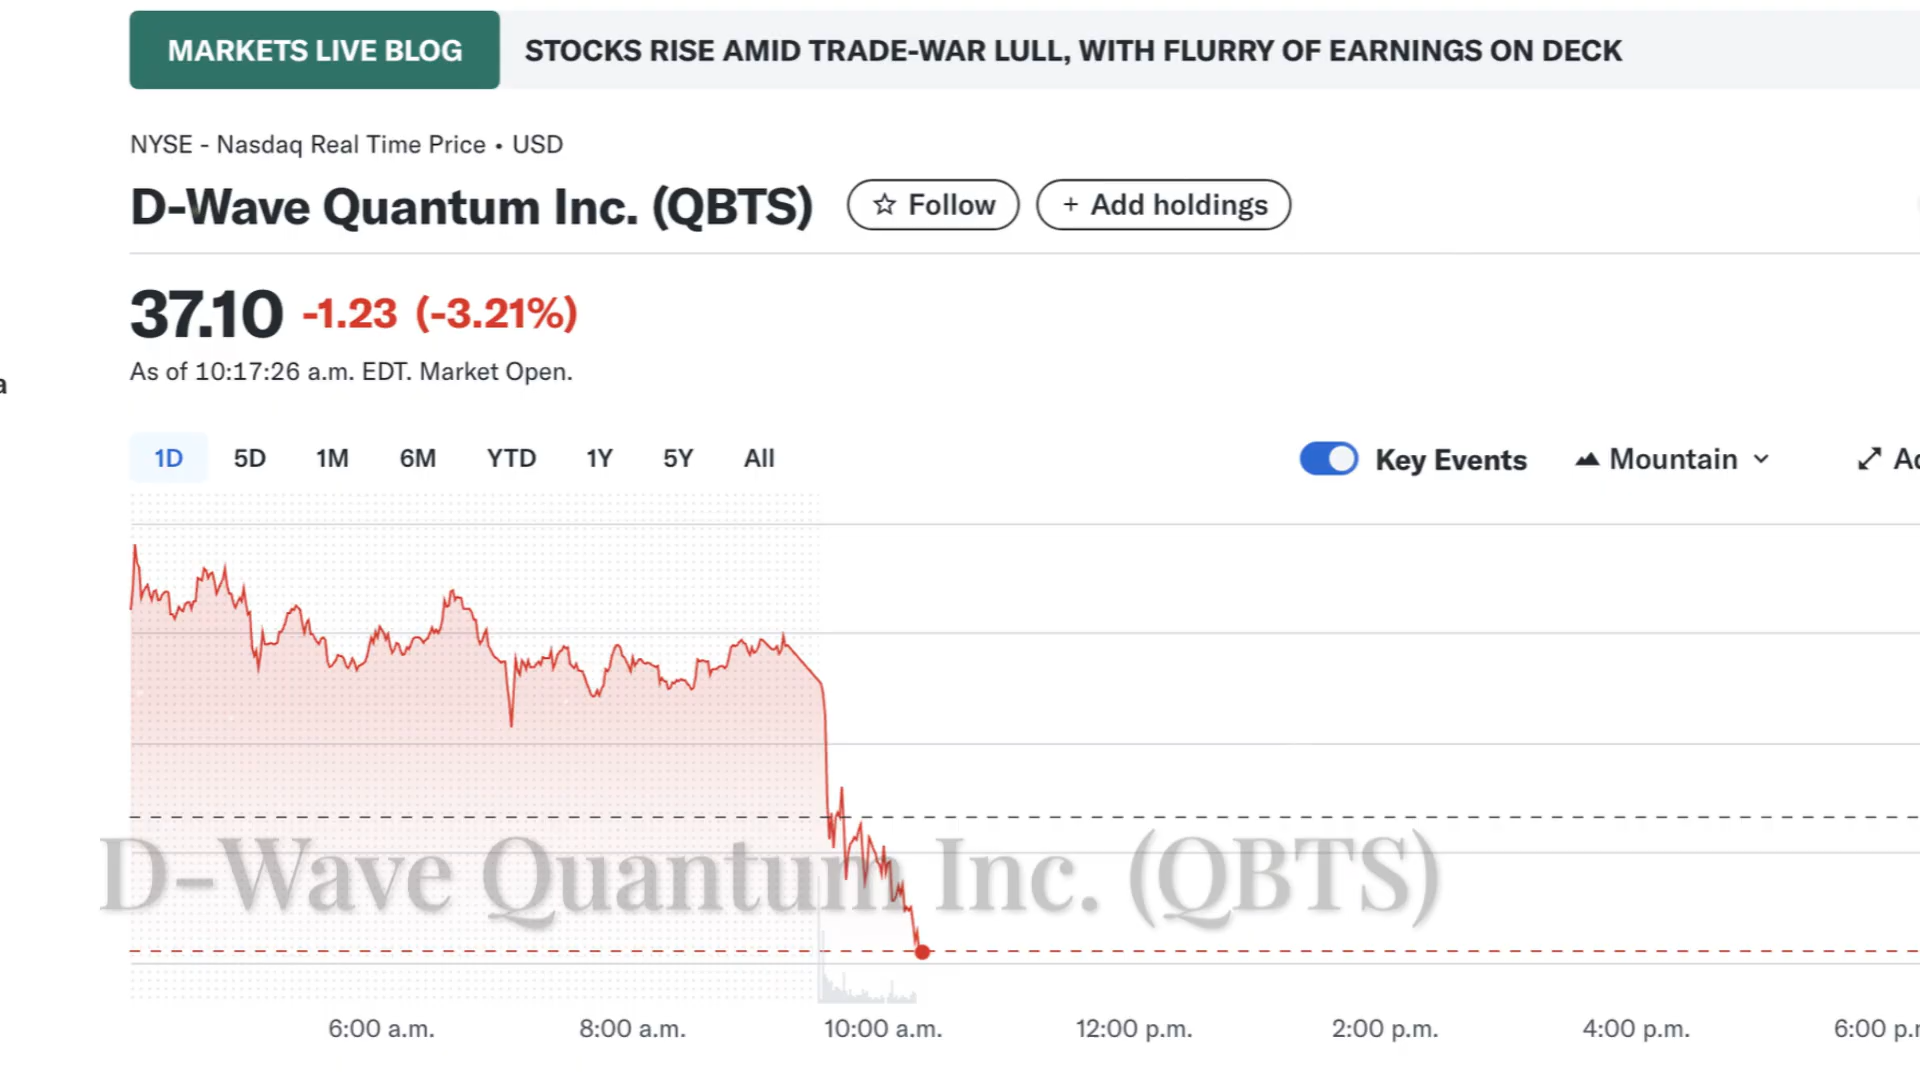 MARKETS LIVE BLOG STOCKS RISE AMID TRADE-WAR LULL, WITH FLURRY OF EARNINGS ON DECK
NYSE - Nasdaq Real Time Price • USD
D-Wave Quantum Inc. (QBTS) Follow + Add holdings
37.10 -1.23 (-3.21%)
As of 10:17:26 a.m. EDT. Market Open.
a
1D 5D 1M 6M YTD 1Y 5Y All Key Events Mountain
D-Wave Quantum Inc. (QBTS)
6:00 a.m. 8:00 a.m. 10:00 a.m. 12:00 p.m. 2:00 p.m. 4:00 p.m. 6:00